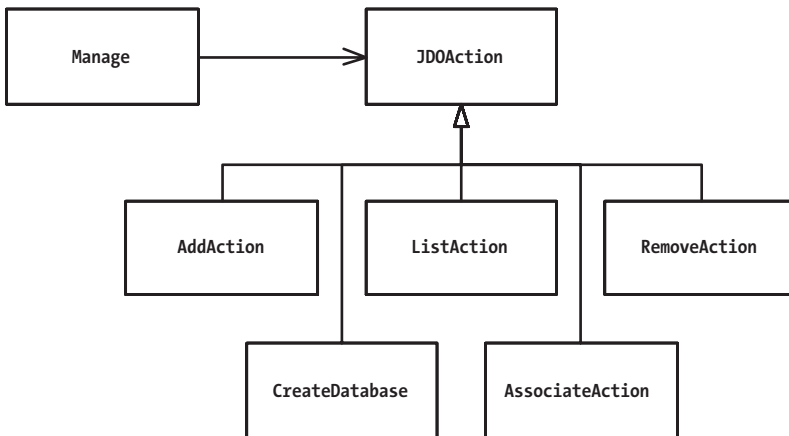 Manage
JDOAction
AddAction
ListAction
RemoveAction
CreateDatabase
AssociateAction